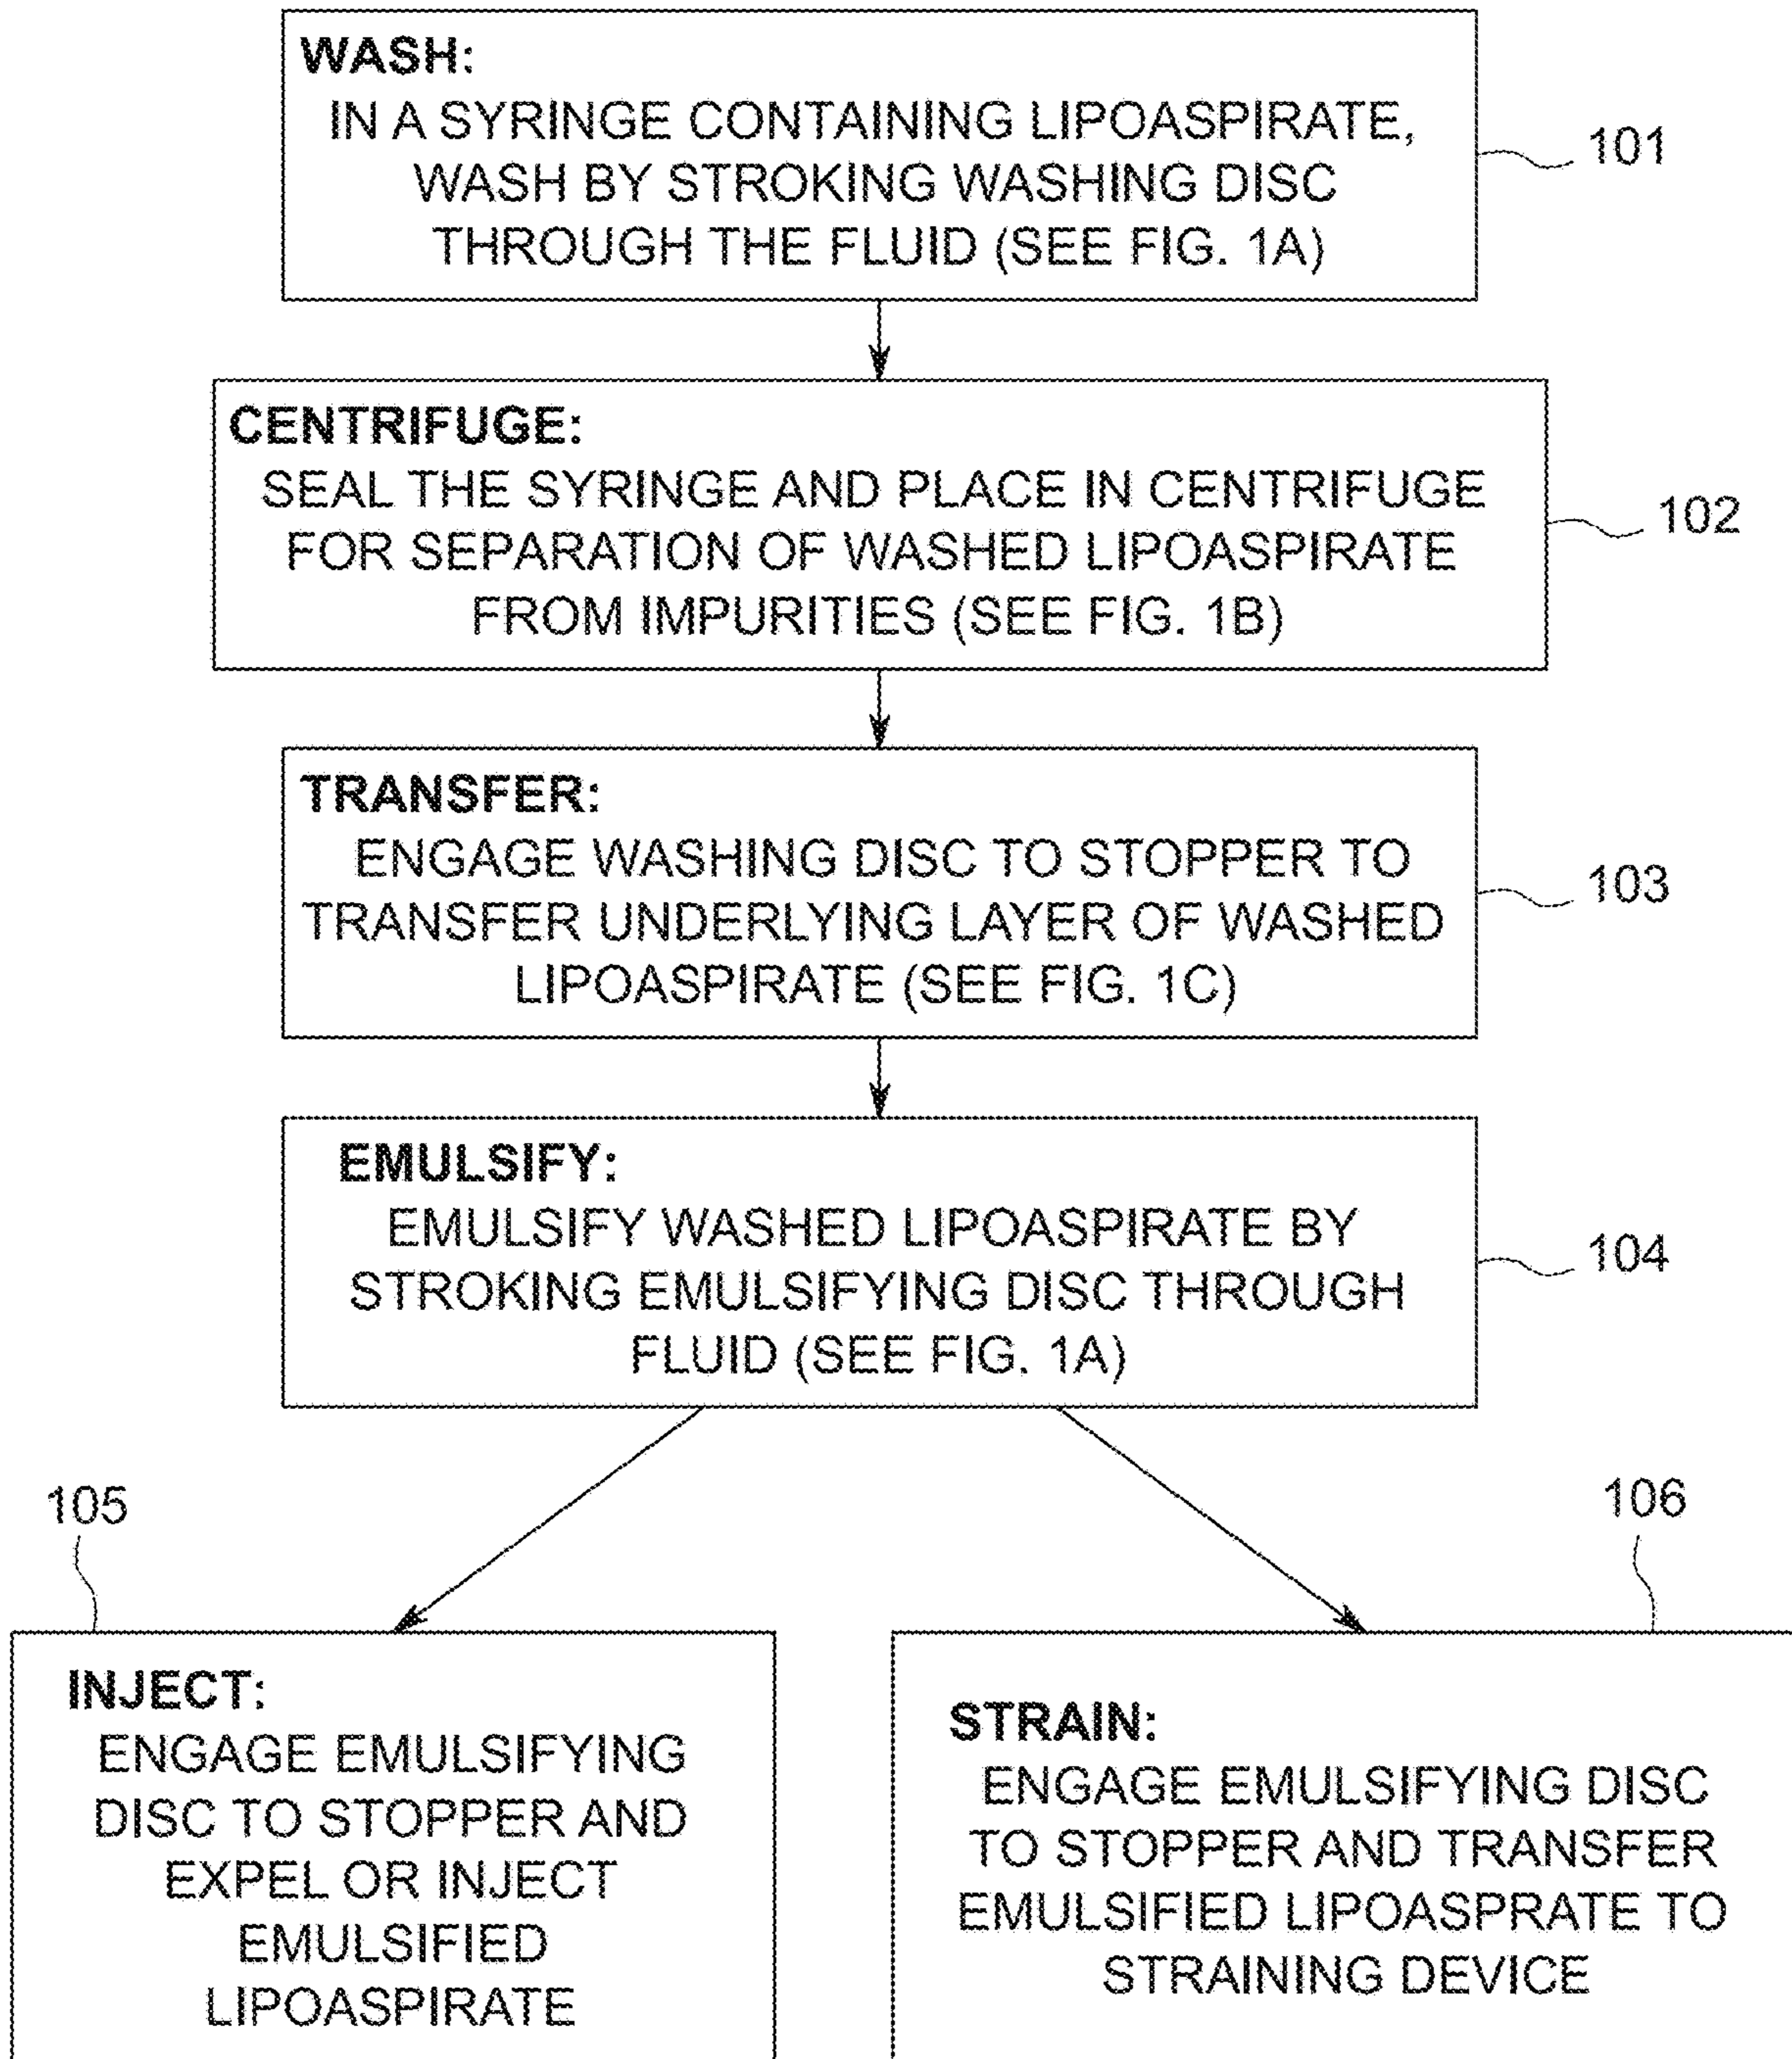 WASH:
IN A SYRINGE CONTAINING LIPOASPIRATE,
WASH BY STROKING WASHING DISC
THROUGH THE FLUID (SEE FIG. 1A)
101
CENTRIFUGE:
SEAL THE SYRINGE AND PLACE IN CENTRIFUGE
FOR SEPARATION OF WASHED LIPOASPIRATE
FROM IMPURITIES (SEE FIG. 1B)
102
TRANSFER:
ENGAGE WASHING DISC TO STOPPER TO
TRANSFER UNDERLYING LAYER OF WASHED
LIPOASPIRATE (SEE FIG. 1C)
103
EMULSIFY:
EMULSIFY WASHED LIPOASPIRATE BY
STROKING EMULSIFYING DISC THROUGH
FLUID (SEE FIG. 1A)
104
105
INJECT:
ENGAGE EMULSIFYING
DISC TO STOPPER AND
EXPEL OR INJECT
EMULSIFIED
LIPOASPIRATE
106
STRAIN:
ENGAGE EMULSIFYING DISC
TO STOPPER AND TRANSFER
EMULSIFIED LIPOASPRATE TO
STRAINING DEVICE